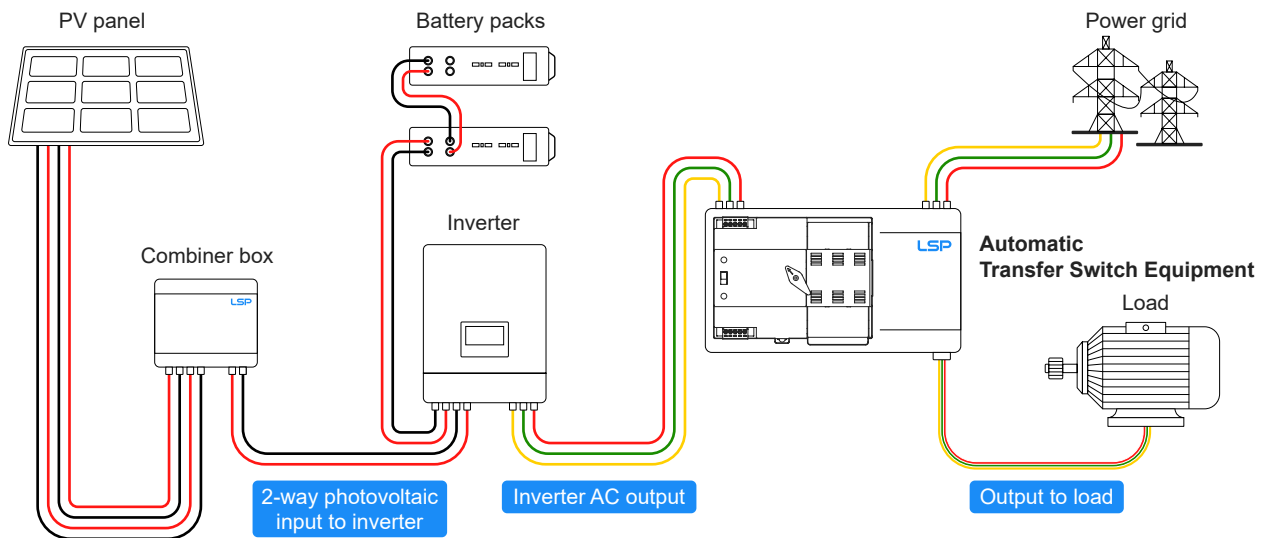 PV panel
Battery packs
Power grid
Inverter
Combiner box
LSP
LSP
Automatic
Transfer Switch Equipment
Load
2-way photovoltaic
input to inverter
Inverter AC output
Output to load